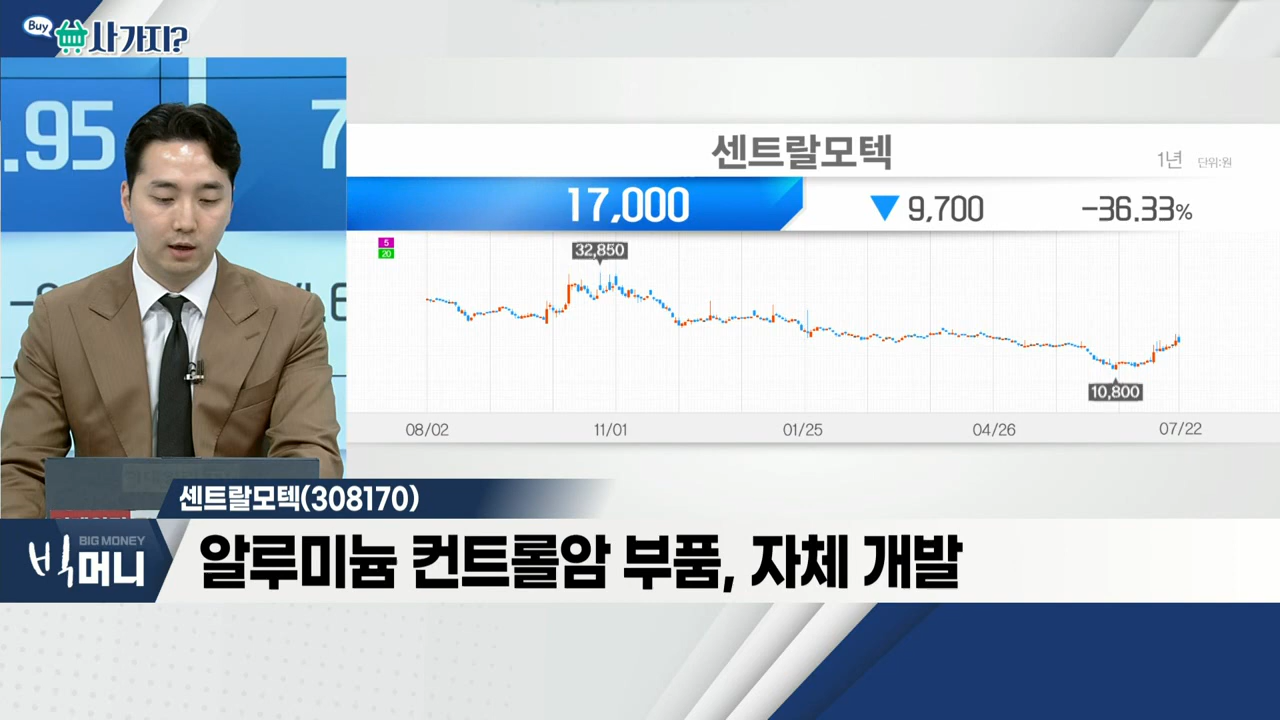 Buy
사 가지?
.95
7
센트랄모텍
1년 단위:원
17,000 ▼ 9,700 -36.33%
5
20
32,850
10,800
08/02 11/01 01/25 04/26 07/22
센트랄모텍(308170)
BIG MONEY
빅머니
알루미늄 컨트롤암 부품, 자체 개발